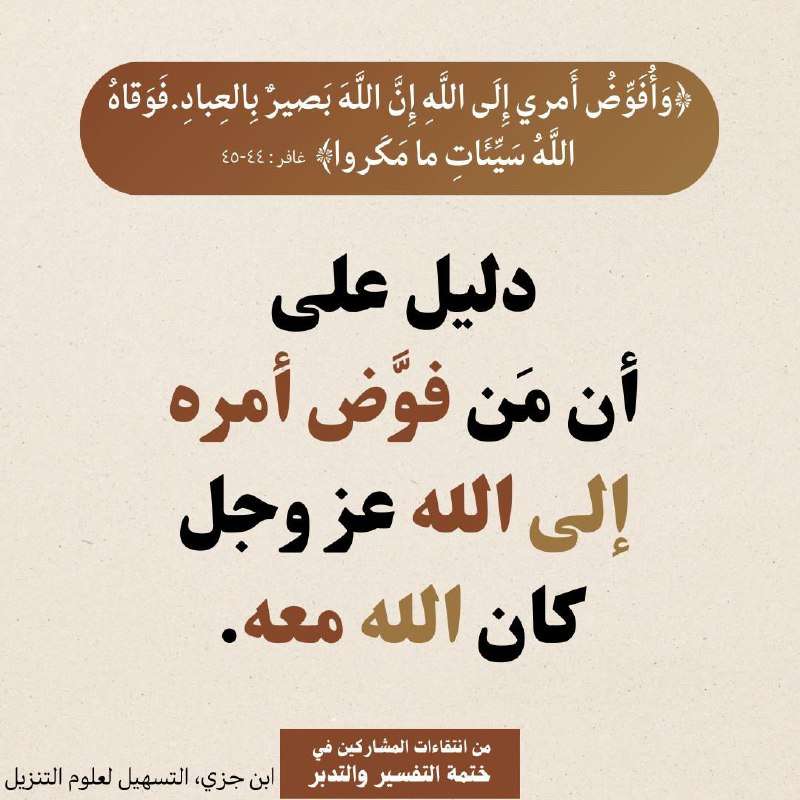 ﴿وَأُفَوِّضُ أَمري إِلَى اللَّهِ إِنَّ اللَّهَ بَصيرٌ بِالعِبادِ.فَوَقاهُ
اللَّهُ سَيِّئَاتِ ما مَكَروا﴾ غافر: ٤٤-٤٥
دليل على
أن مَن فوَّض أمره
إلى الله عز وجل
كان الله معه.
من انتقاءات المشاركين في
ختمة التفسير والتدبر
ابن جزي، التسهيل لعلوم التنزيل